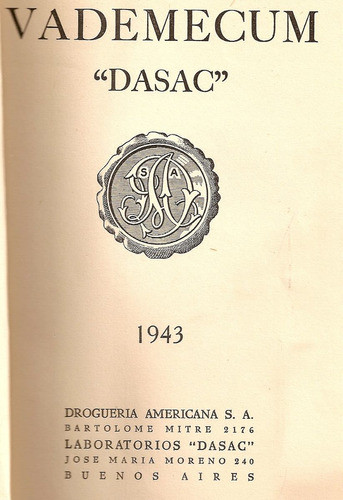 VADEMECUM
“DASAC”
S A
1943
DROGUERIA AMERICANA S. A.
BARTOLOME MITRE 2176
LABORATORIOS “DASAC”
JOSE MARIA MORENO 240
BUENOS AIRES